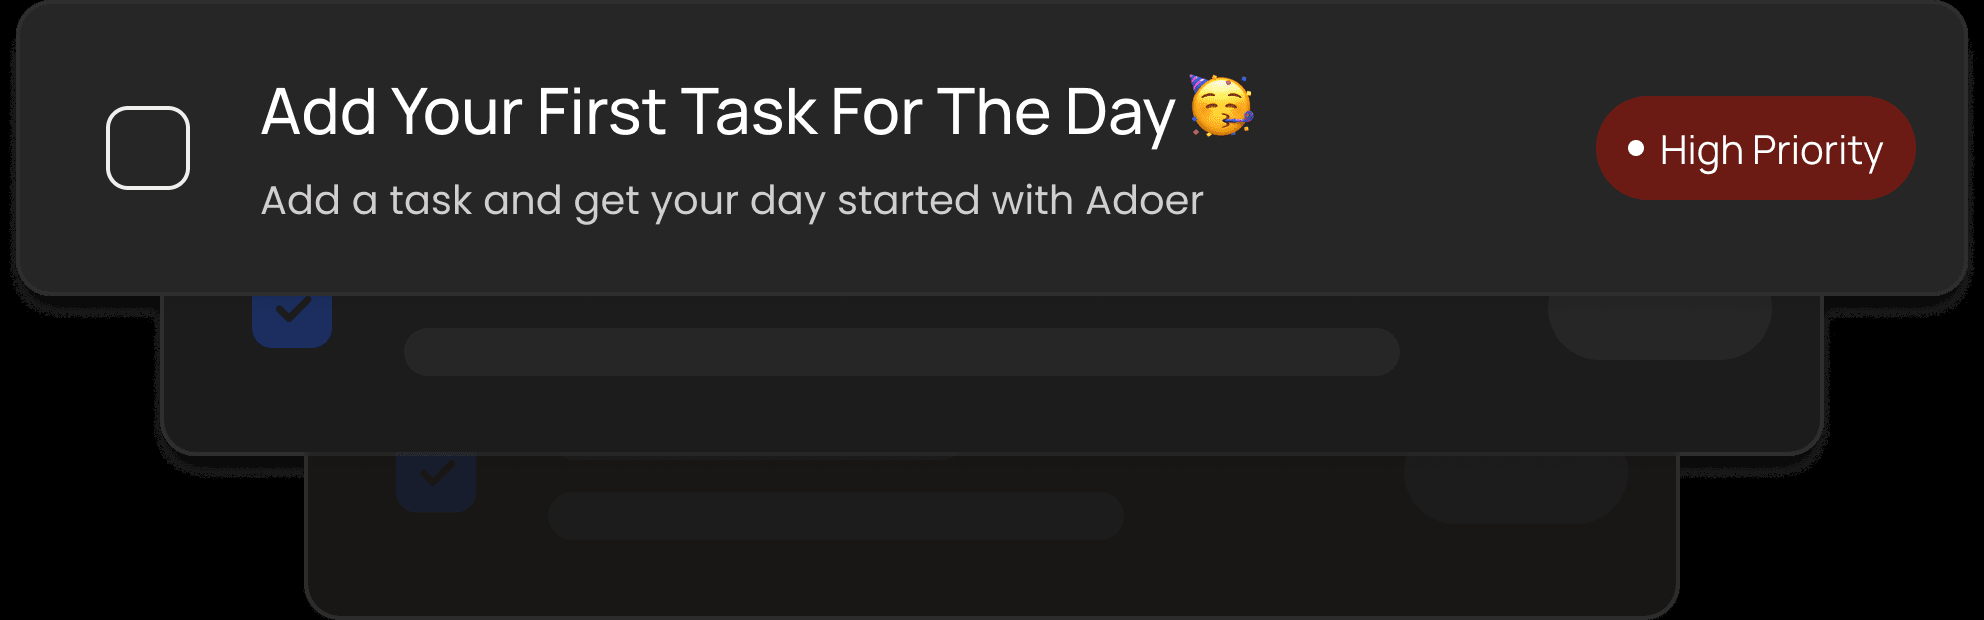 Add Your First Task For The Day 🥳
Add a task and get your day started with Adoer
High Priority